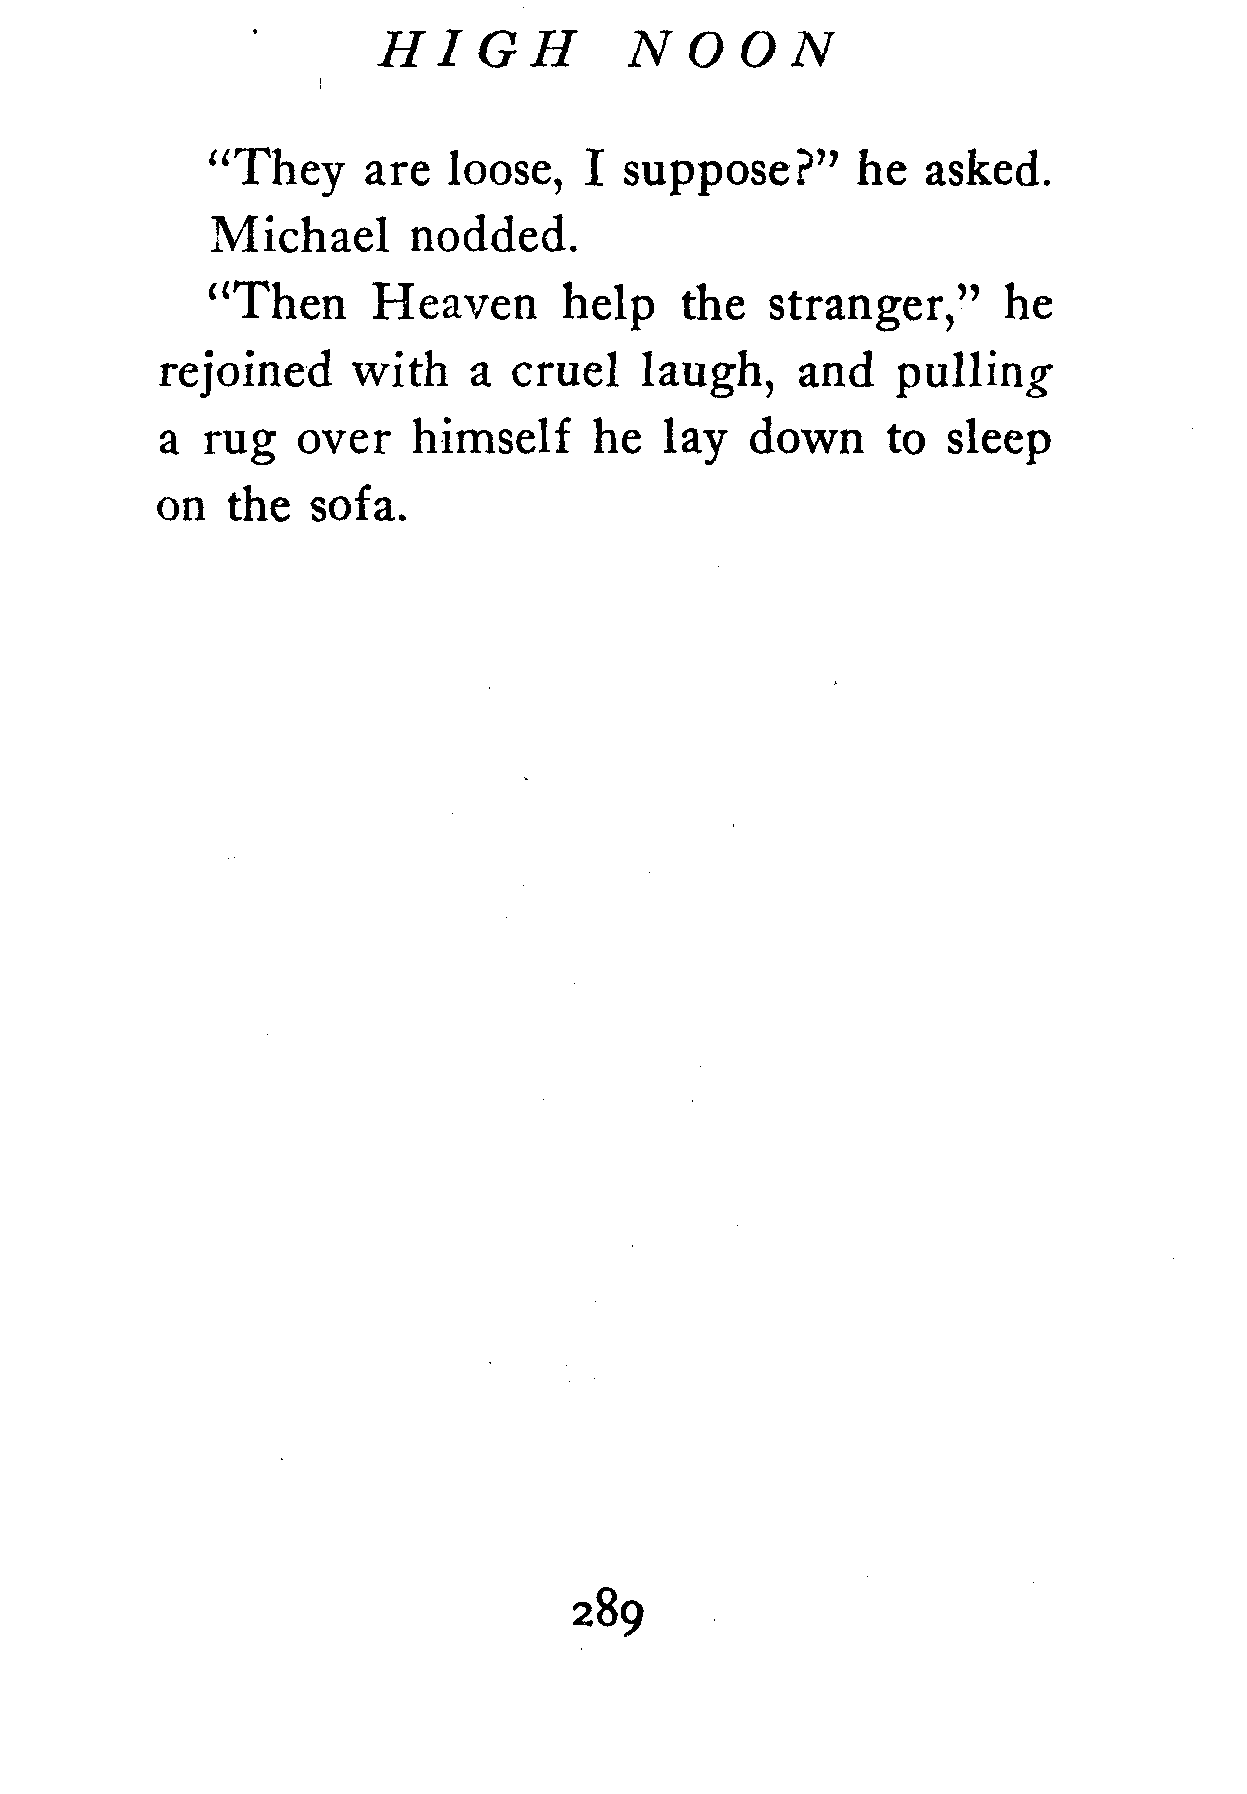 HIGH NOON
“They are loose, I suppose?” he asked.
Michael nodded.
“Then Heaven help the stranger,” he
rejoined with a cruel laugh, and pulling
a rug over himself he lay down to sleep
on the sofa.
289